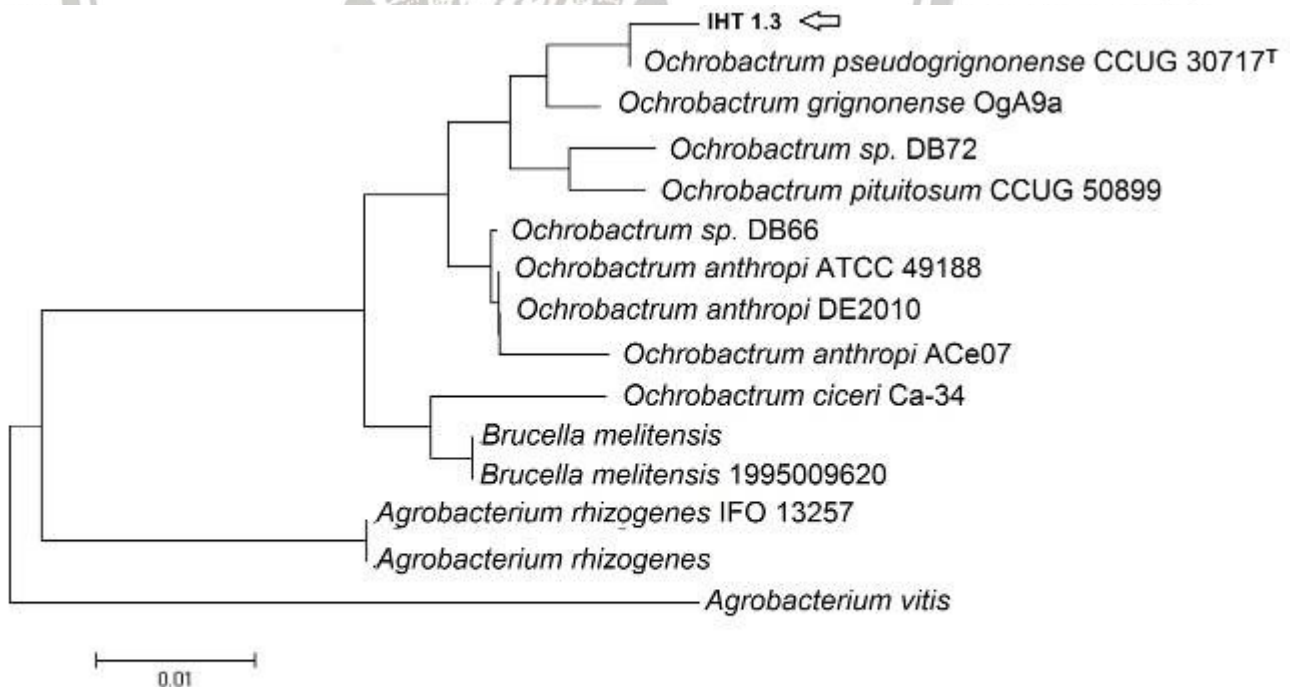 IHT 1.3
Ochrobactrum pseudogrignonense CCUG 30717ᵀ
Ochrobactrum grignonense OgA9a
Ochrobactrum sp. DB72
Ochrobactrum pituitosum CCUG 50899
Ochrobactrum sp. DB66
Ochrobactrum anthropi ATCC 49188
Ochrobactrum anthropi DE2010
Ochrobactrum anthropi ACe07
Ochrobactrum ciceri Ca-34
Brucella melitensis
Brucella melitensis 1995009620
Agrobacterium rhizogenes IFO 13257
Agrobacterium rhizogenes
Agrobacterium vitis
0.01